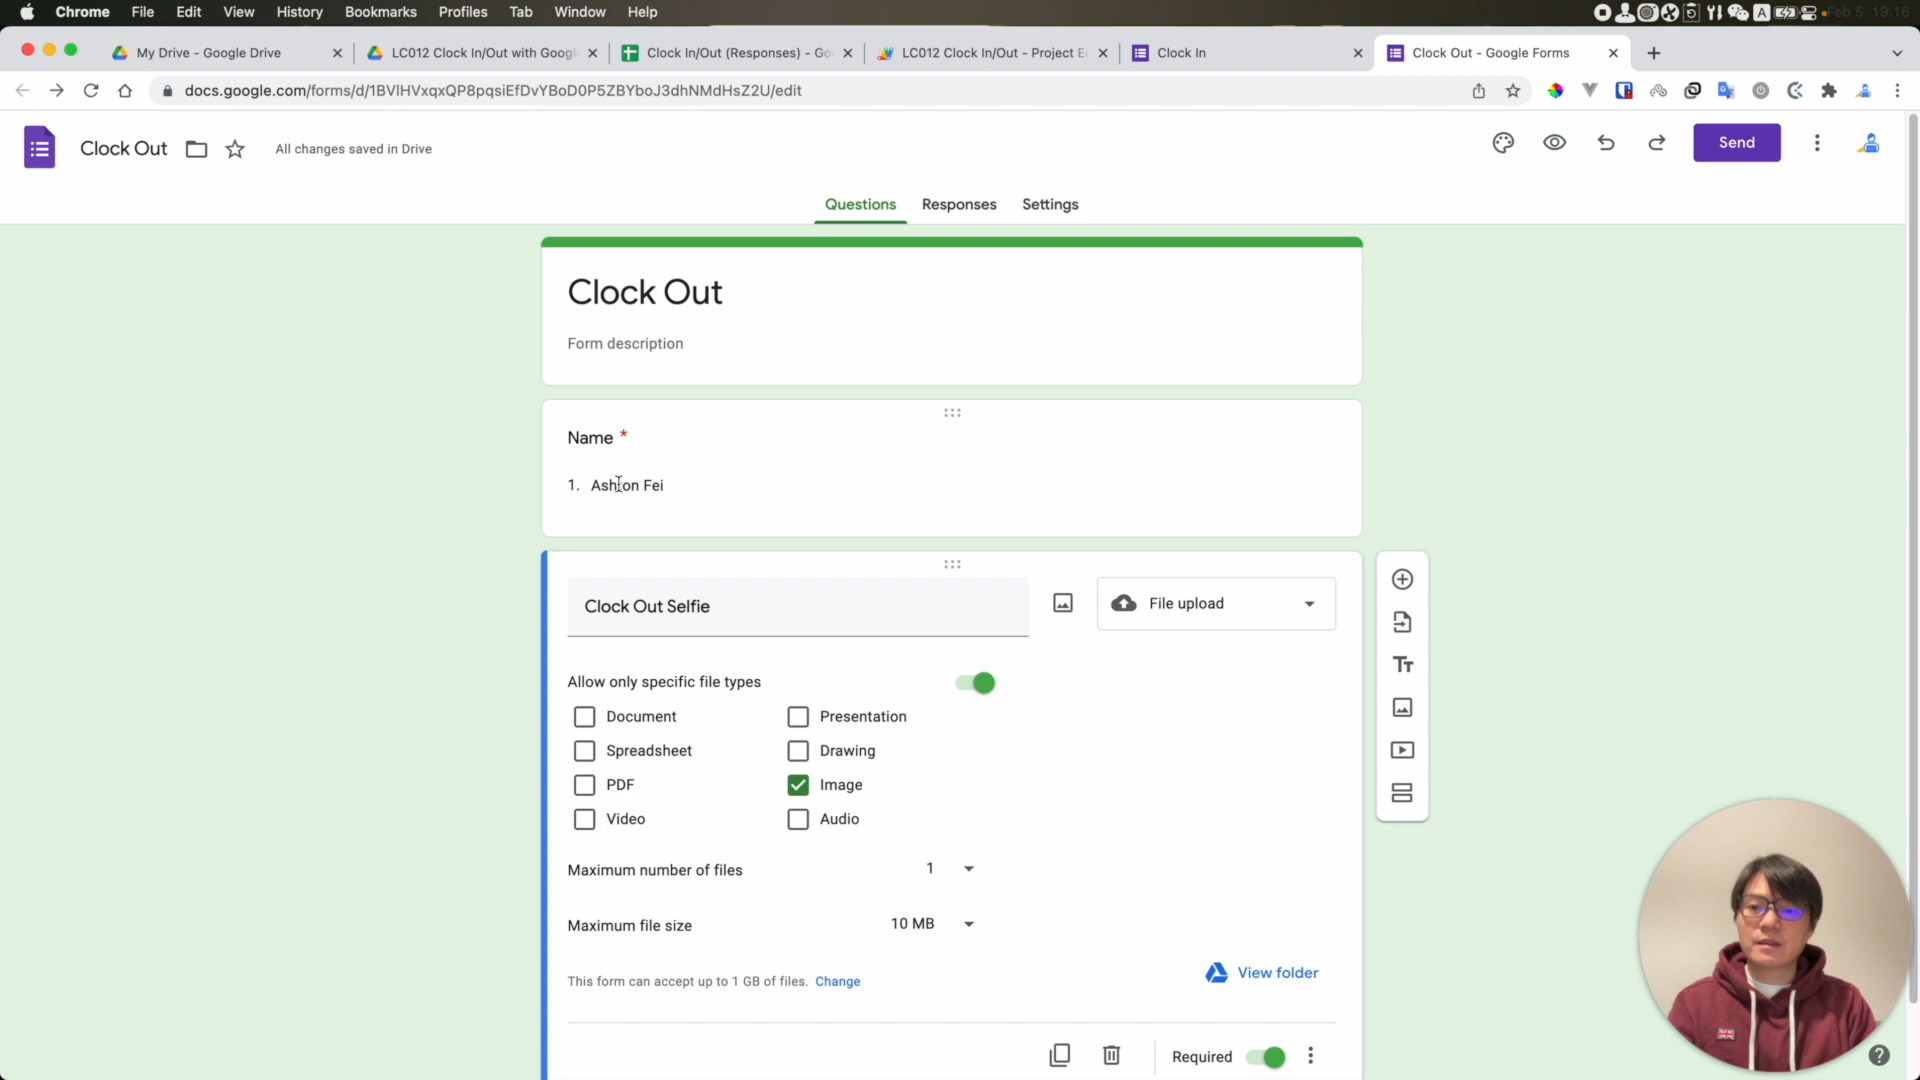 Chrome File Edit View History Bookmarks Profiles Tab Window Help A Feb 5 19:16
My Drive - Google Drive LC012 Clock In/Out with Googl Clock In/Out (Responses) - Go LC012 Clock In/Out - Project E Clock In Clock Out - Google Forms
docs.google.com/forms/d/1BVlHVxqxQP8pqsiEfDvYBoD0P5ZBYboJ3dhNMdHsZ2U/edit
Clock Out All changes saved in Drive Send
Questions Responses Settings
Clock Out
Form description
Name *
1. Ashton Fei
Clock Out Selfie File upload
Allow only specific file types
Document Presentation
Spreadsheet Drawing
PDF Image
Video Audio
Maximum number of files 1
Maximum file size 10 MB
View folder
This form can accept up to 1 GB of files. Change
Required